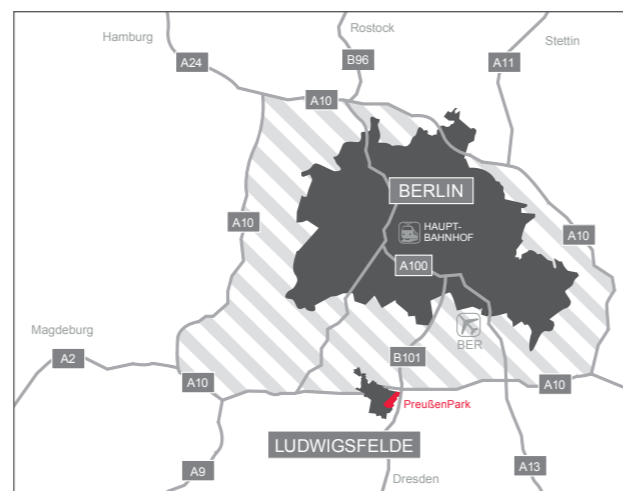 Rostock
Hamburg
Stettin
B96
A24
A11
A10
BERLIN
A10
HAUPT-
BAHNHOF
A10
A100
Magdeburg
BER
A2
B101
A10
A10
PreußenPark
LUDWIGSFELDE
A9
A13
Dresden